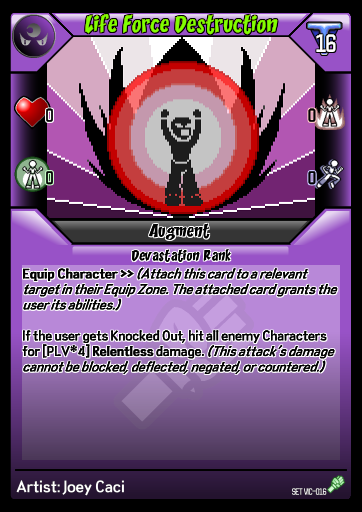 Life Force Destruction
16
0
0
0
0
Augment
Devastation Rank
Equip Character >> (Attach this card to a relevant
target in their Equip Zone. The attached card grants the
user its abilities.)
If the user gets Knocked Out, hit all enemy Characters
for [PLV*4] Relentless damage. (This attack's damage
cannot be blocked, deflected, negated, or countered.)
Artist: Joey Caci
SET VIC-016